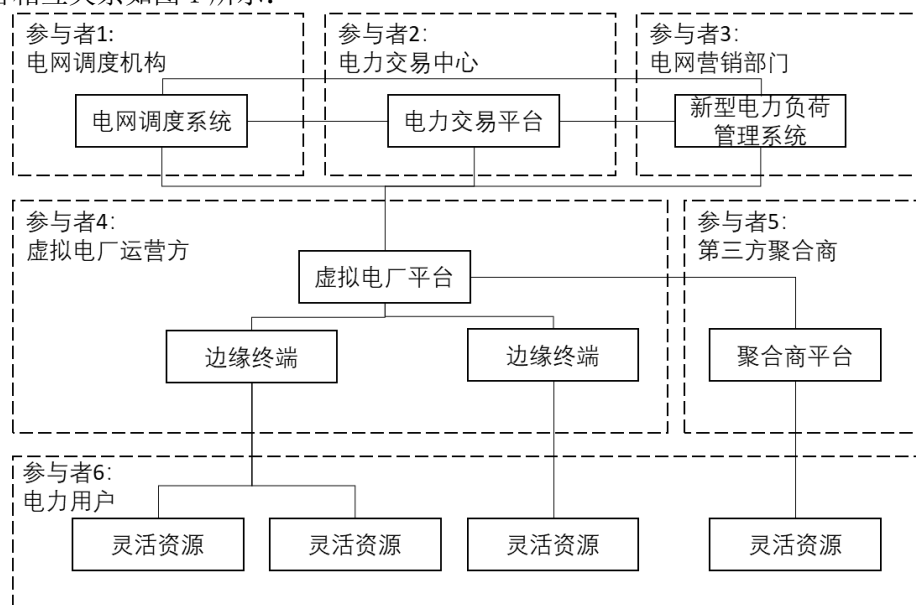 参与者1:
电网调度机构
参与者2:
电力交易中心
参与者3:
电网营销部门
电网调度系统
电力交易平台
新型电力负荷
管理系统
参与者4:
虚拟电厂运营方
参与者5:
第三方聚合商
虚拟电厂平台
边缘终端
边缘终端
聚合商平台
参与者6:
电力用户
灵活资源
灵活资源
灵活资源
灵活资源